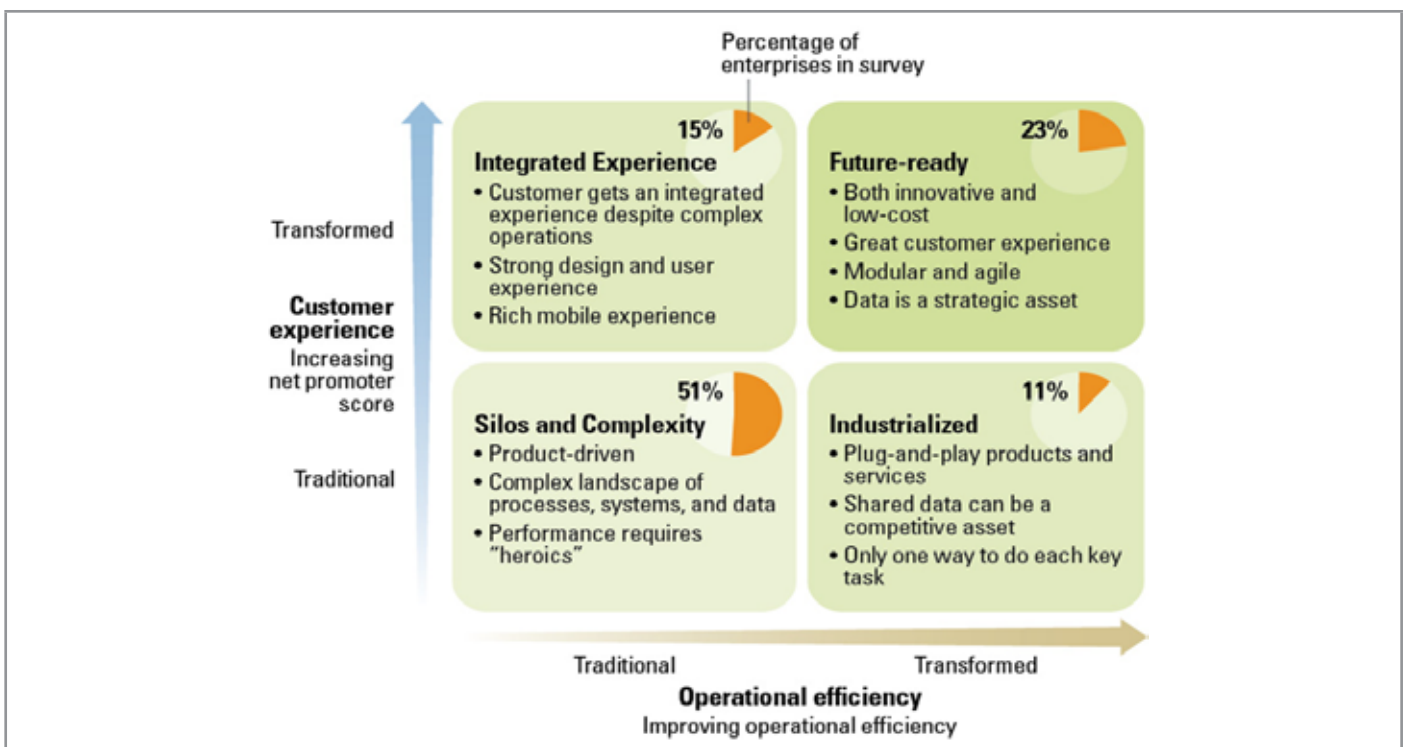 Percentage of
enterprises in survey
15%
Integrated Experience
• Customer gets an integrated
experience despite complex
operations
• Strong design and user
experience
• Rich mobile experience
23%
Future-ready
• Both innovative and
low-cost
• Great customer experience
• Modular and agile
• Data is a strategic asset
Transformed
Customer
experience
Increasing
net promoter
score
Traditional
51%
Silos and Complexity
• Product-driven
• Complex landscape of
processes, systems, and data
• Performance requires
"heroics"
11%
Industrialized
• Plug-and-play products and
services
• Shared data can be a
competitive asset
• Only one way to do each key
task
Traditional
Transformed
Operational efficiency
Improving operational efficiency